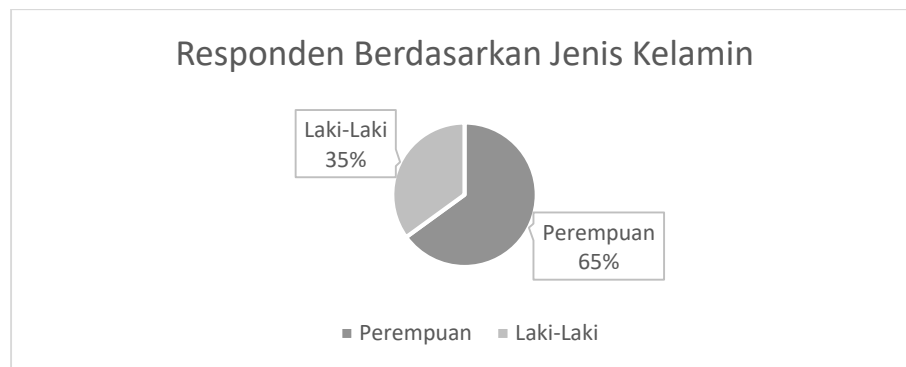 Responden Berdasarkan Jenis Kelamin
Laki-Laki
35%
Perempuan
65%
Perempuan Laki-Laki